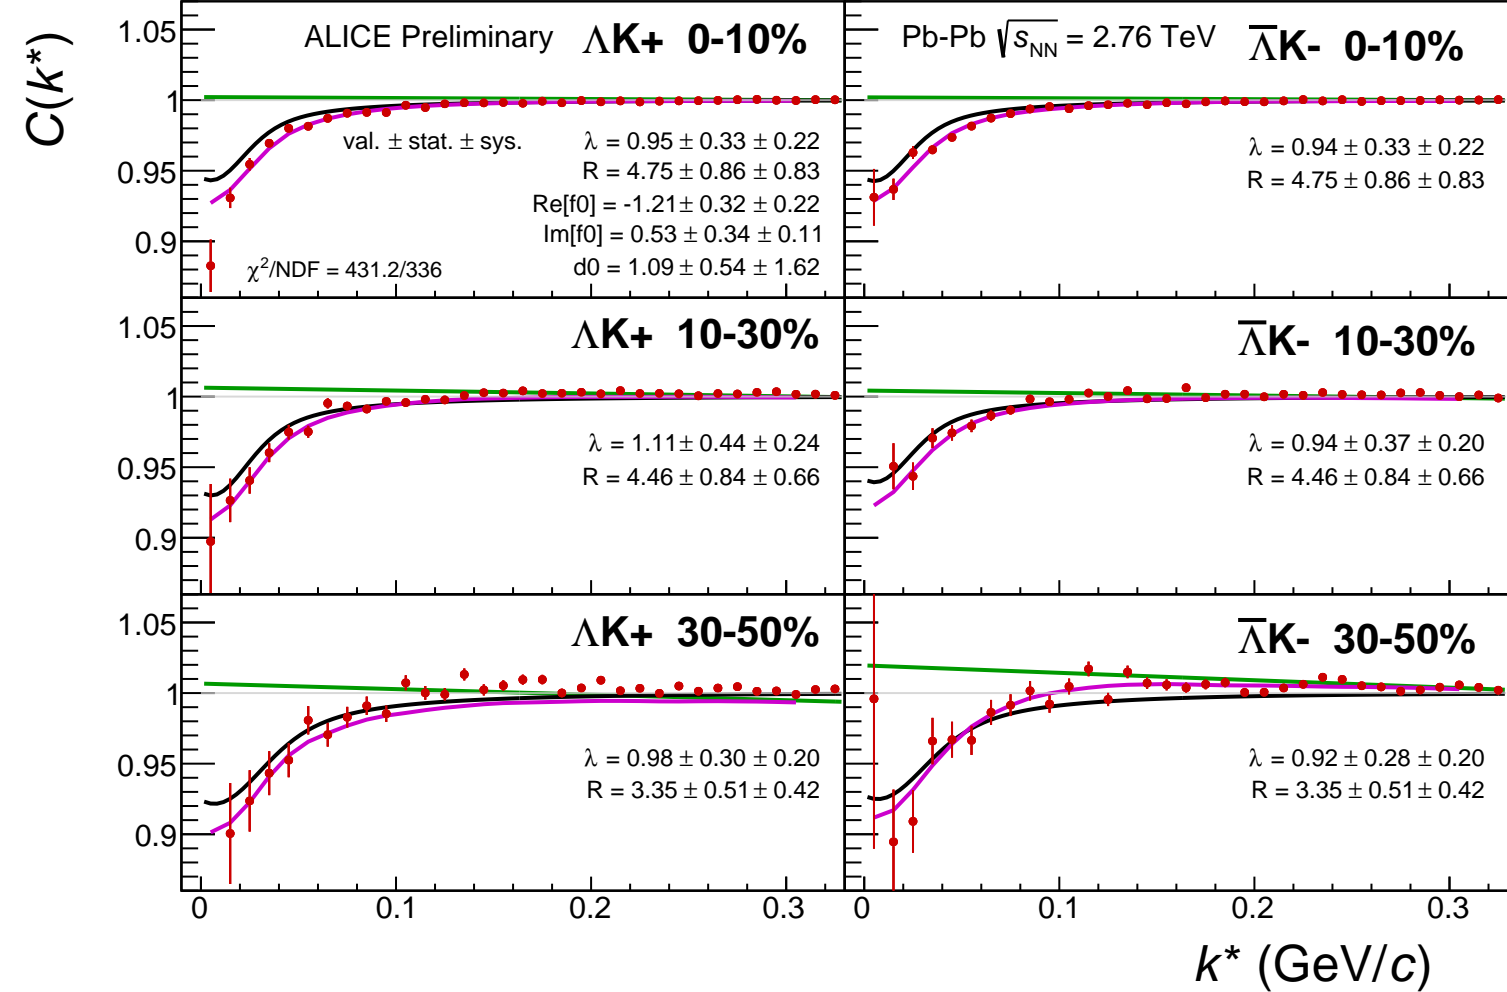 C(k*)
ALICE Preliminary ΛK+ 0-10%
1.05
1
0.95
0.9
val. ± stat. ± sys.
λ = 0.95 ± 0.33 ± 0.22
R = 4.75 ± 0.86 ± 0.83
Re[f0] = -1.21 ± 0.32 ± 0.22
Im[f0] = 0.53 ± 0.34 ± 0.11
d0 = 1.09 ± 0.54 ± 1.62
χ²/NDF = 431.2/336
Pb-Pb √s_NN = 2.76 TeV Λ̅K- 0-10%
λ = 0.94 ± 0.33 ± 0.22
R = 4.75 ± 0.86 ± 0.83
ΛK+ 10-30%
1.05
1
0.95
0.9
λ = 1.11 ± 0.44 ± 0.24
R = 4.46 ± 0.84 ± 0.66
Λ̅K- 10-30%
λ = 0.94 ± 0.37 ± 0.20
R = 4.46 ± 0.84 ± 0.66
ΛK+ 30-50%
1.05
1
0.95
0.9
λ = 0.98 ± 0.30 ± 0.20
R = 3.35 ± 0.51 ± 0.42
Λ̅K- 30-50%
λ = 0.92 ± 0.28 ± 0.20
R = 3.35 ± 0.51 ± 0.42
0 0.1 0.2 0.3 0 0.1 0.2 0.3
k* (GeV/c)